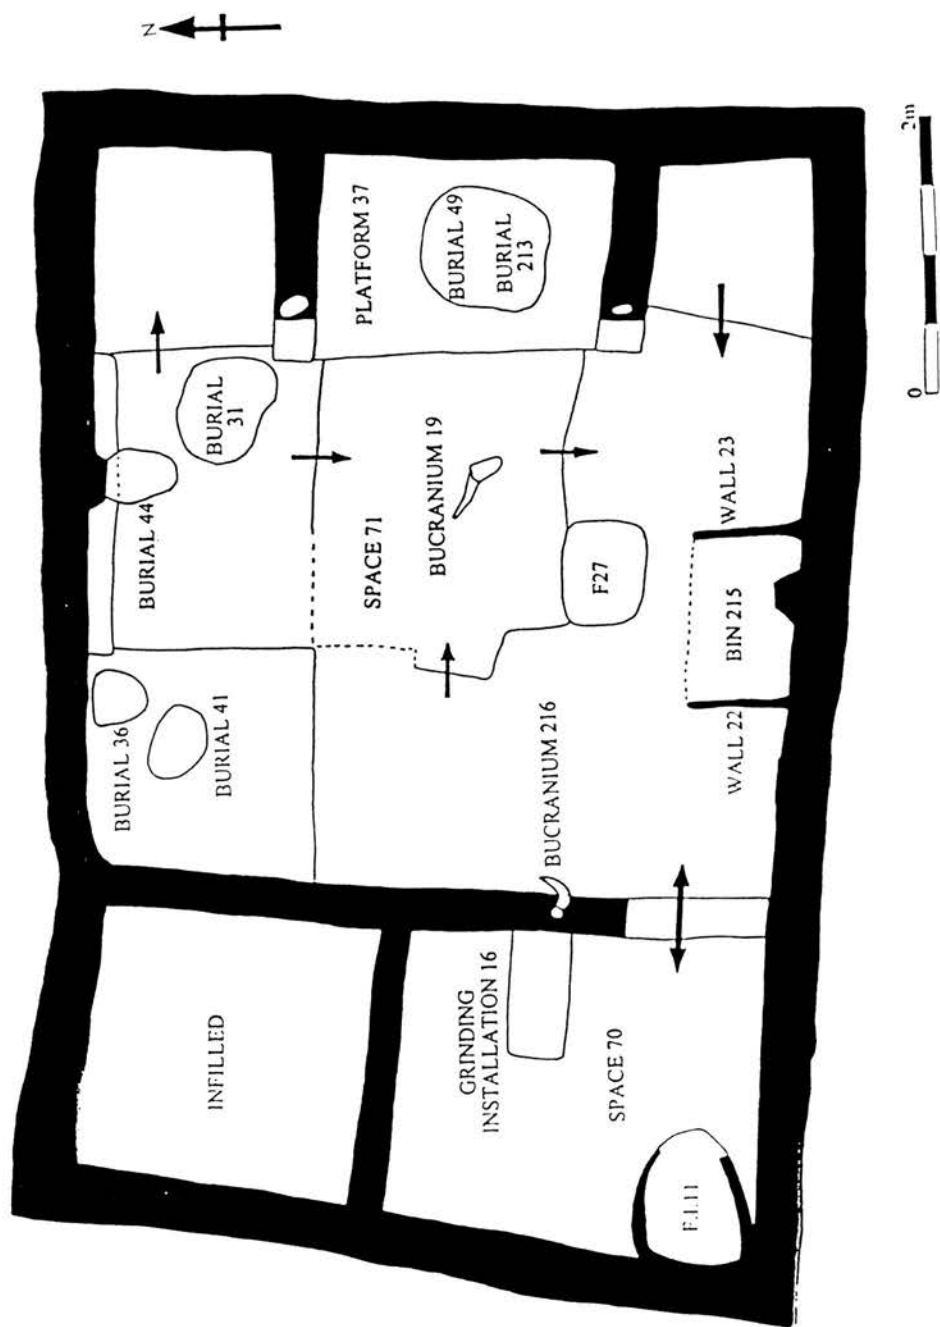 N
2m
0
PLATFORM 37
BURIAL 49
BURIAL
213
BURIAL
31
BURIAL 44
SPACE 71
BUCRANIUM 19
F27
WALL 23
BIN 215
WALL 22
BURIAL 36
BURIAL 41
BUCRANIUM 216
INFILLED
GRINDING
INSTALLATION 16
SPACE 70
F.I.11